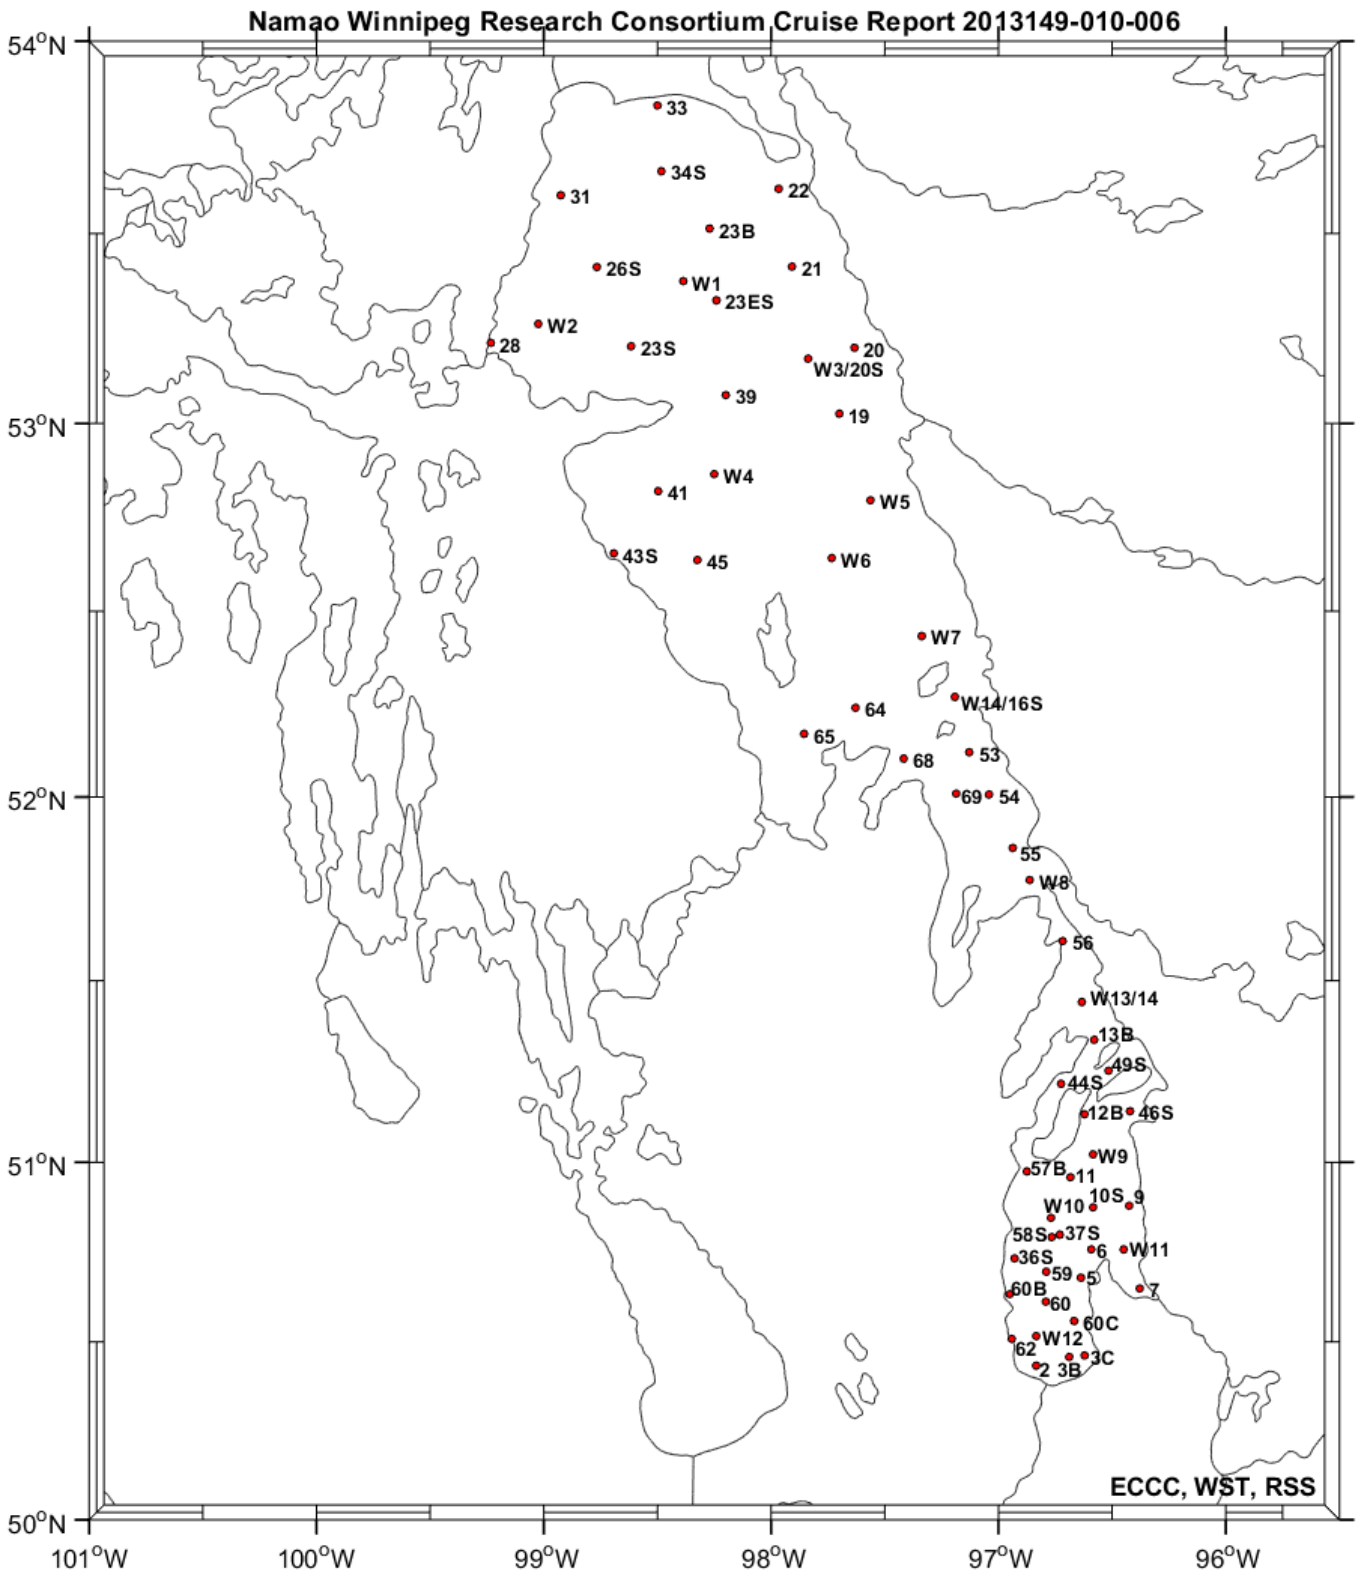 Namao Winnipeg Research Consortium Cruise Report 2013149-010-006
54°N
33
34S
31
22
23B
26S
21
W1
23ES
W2
28
23S
20
W3/20S
39
53°N
19
W4
41
W5
43S
45
W6
W7
W14/16S
64
65
53
68
52°N
69
54
55
W8
56
W13/14
13B
49S
44S
12B
46S
51°N
W9
57B
11
10S
9
W10
58S
37S
6
W11
36S
59
5
60B
7
60
60C
W12
62
3C
2
3B
ECCC, WST, RSS
50°N
101°W
100°W
99°W
98°W
97°W
96°W